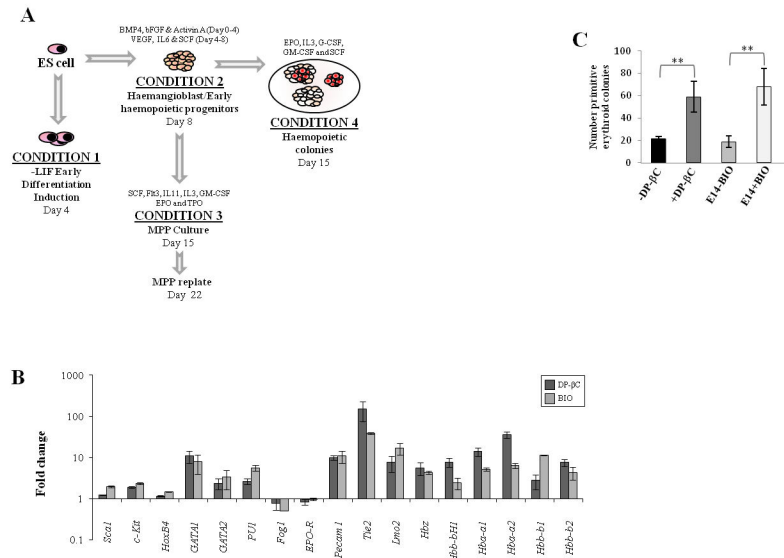 A
BMP4, bFGF & Activin A (Day 0-4)
VEGF, IL6 & SCF (Day 4-8)
ES cell
CONDITION 2
Haemangioblast/Early
haemopoietic progenitors
Day 8
EPO, IL3, G-CSF,
GM-CSF and SCF
CONDITION 4
Haemopoietic
colonies
Day 15
CONDITION 1
-LIF Early
Differentiation
Induction
Day 4
SCF, Flt3, IL11, IL3, GM-CSF
EPO and TPO
CONDITION 3
MPP Culture
Day 15
MPP replate
Day 22
C
Number primitive
erythroid colonies
100
80
60
40
20
0
**
**
-DP-βC
+DP-βC
E14-BIO
E14+BIO
B
Fold change
1000
100
10
1
0.1
DP-βC
BIO
Sca1
c-Kit
HoxB4
GATA1
GATA2
PU1
Fog1
EPO-R
Pecam1
Tie2
Lmo2
Hbz
Hbb-bH1
Hba-a1
Hba-a2
Hbb-b1
Hbb-b2